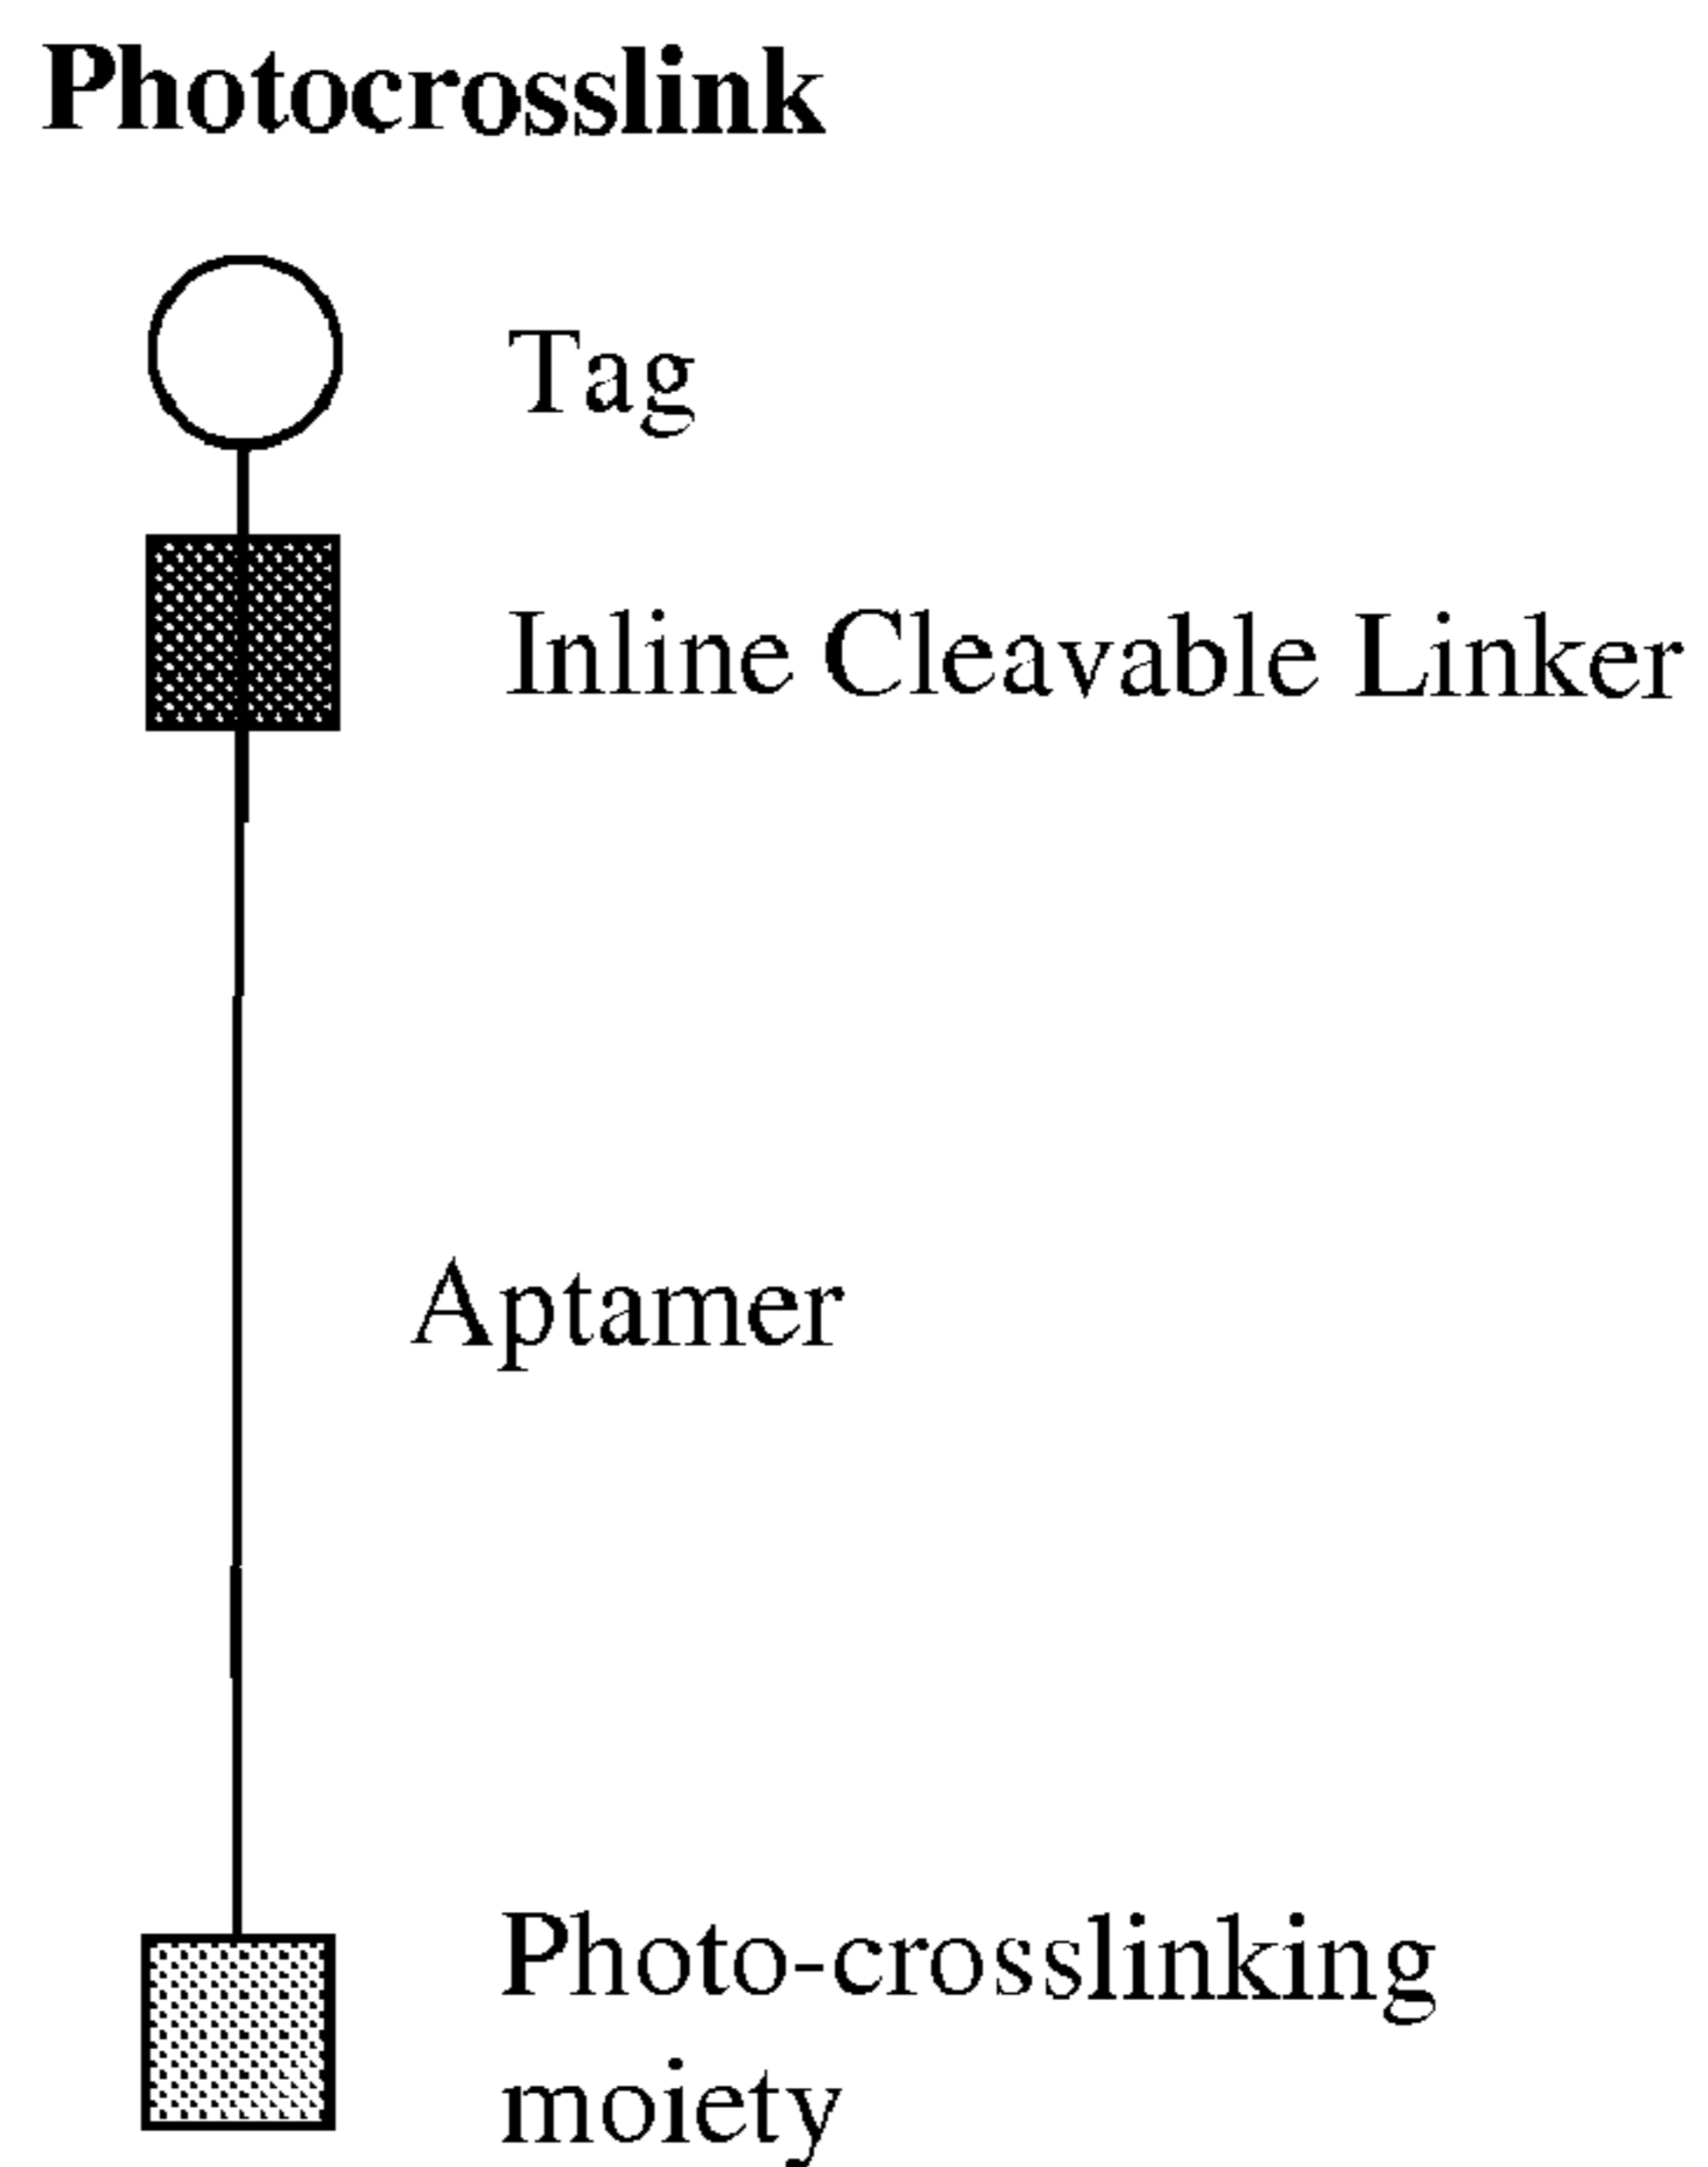 Photocrosslink
Tag
Inline Cleavable Linker
Aptamer
Photo-crosslinking
moiety